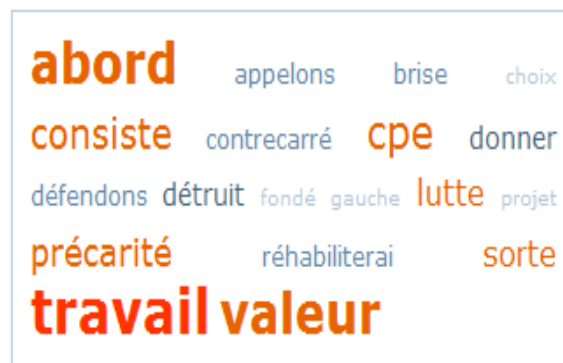 abord appelons brise choix
consiste contrecarré cpe donner
défendons détruit fondé gauche lutte projet
précarité réhabiliterai sorte
travail valeur